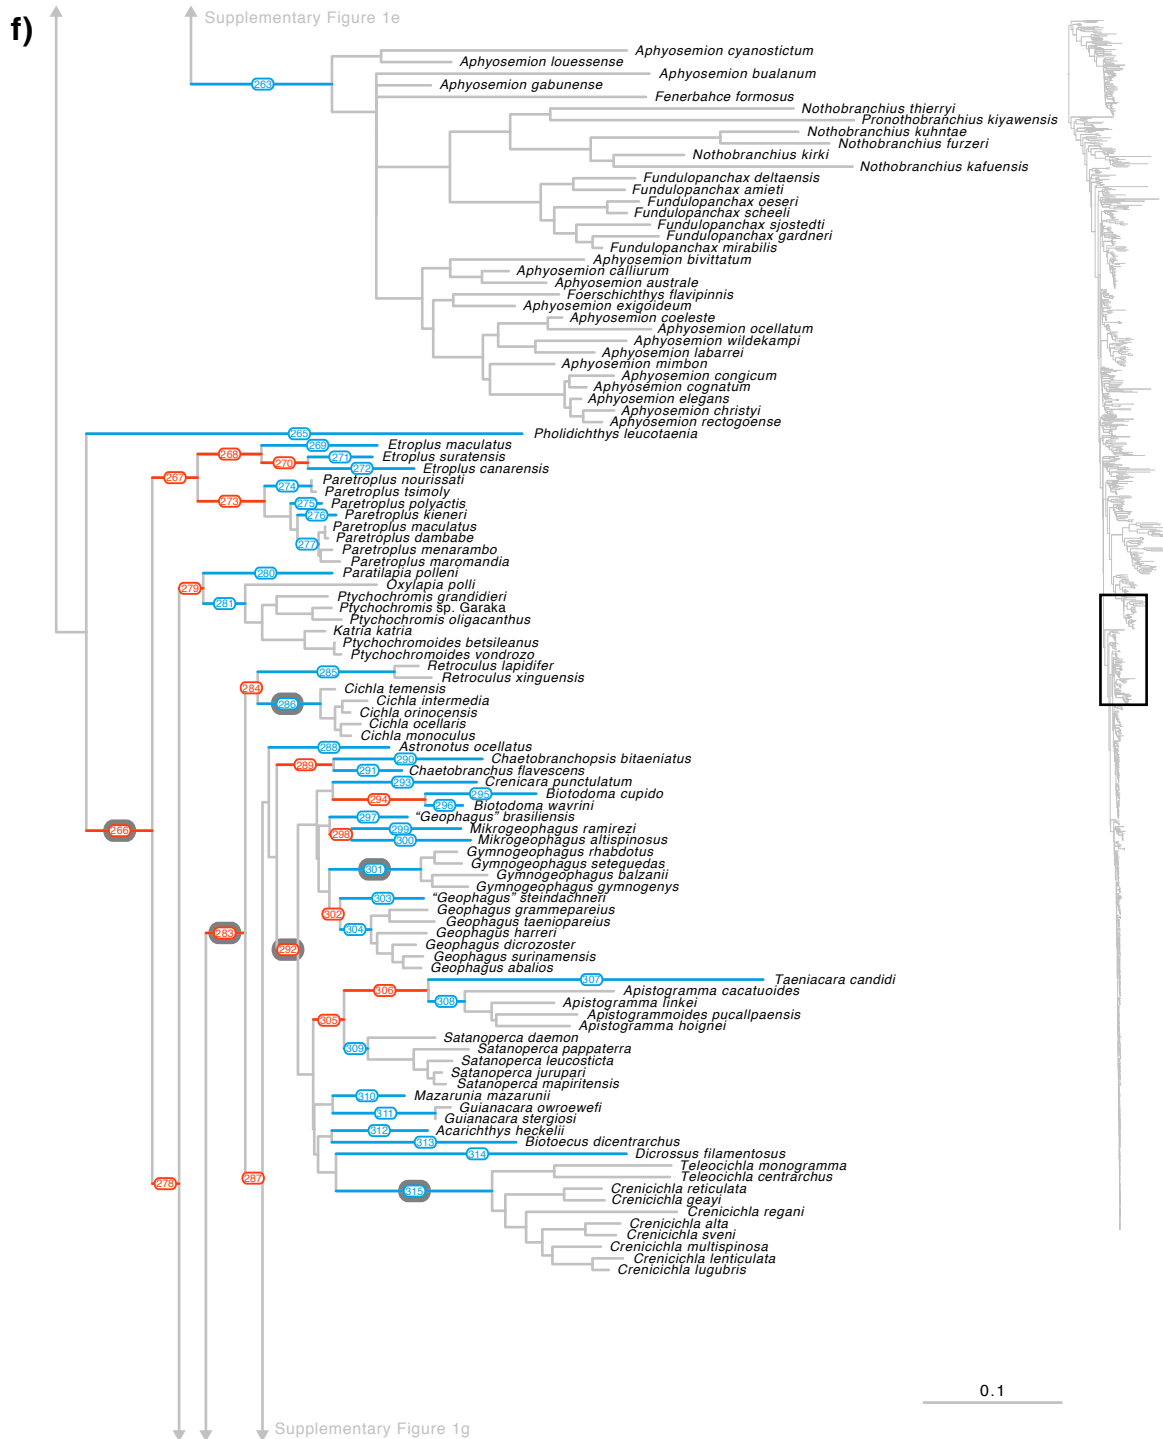 f)
Supplementary Figure 1e
263
Aphyosemion cyanostictum
Aphyosemion louessense
Aphyosemion bualanum
Aphyosemion gabunense
Fenerbahce formosus
Nothobranchius thierryi
Pronothobranchius kiyawensis
Nothobranchius kuhntae
Nothobranchius furzeri
Nothobranchius kirki
Nothobranchius kafuensis
Fundulopanchax deltaensis
Fundulopanchax amieti
Fundulopanchax oeseri
Fundulopanchax scheeli
Fundulopanchax sjostedti
Fundulopanchax gardneri
Fundulopanchax mirabilis
Aphyosemion bivittatum
Aphyosemion calliurum
Aphyosemion australe
Foerschichthys flavipinnis
Aphyosemion exigoideum
Aphyosemion coeleste
Aphyosemion ocellatum
Aphyosemion wildekampi
Aphyosemion labarrei
Aphyosemion mimbon
Aphyosemion congicum
Aphyosemion cognatum
Aphyosemion elegans
Aphyosemion christyi
Aphyosemion rectogoense
265 Pholidichthys leucotaenia
269 Etroplus maculatus
268
271 Etroplus suratensis
270
272 Etroplus canarensis
267
Paretroplus nourissati
274
Paretroplus tsimoly
273
275 Paretroplus polyactis
276 Paretroplus kieneri
Paretroplus maculatus
Paretroplus dambabe
277
Paretroplus menarambo
Paretroplus maromandia
280 Paratilapia polleni
279
Oxylapia polli
281
Ptychochromis grandidieri
Ptychochromis sp. Garaka
Ptychochromis oligacanthus
Katria katria
Ptychochromoides betsileanus
Ptychochromoides vondrozo
Retroculus lapidifer
285
Retroculus xinguensis
284
Cichla temensis
286
Cichla intermedia
Cichla orinocensis
Cichla ocellaris
Cichla monoculus
288 Astronotus ocellatus
290 Chaetobranchopsis bitaeniatus
289
291 Chaetobranchus flavescens
293 Crenicara punctulatum
295 Biotodoma cupido
294
296 Biotodoma wavrini
297 "Geophagus" brasiliensis
299 Mikrogeophagus ramirezi
298
300 Mikrogeophagus altispinosus
266
Gymnogeophagus rhabdotus
Gymnogeophagus setequedas
301
Gymnogeophagus balzanii
Gymnogeophagus gymnogenys
303 "Geophagus" steindachneri
302
Geophagus grammepareius
Geophagus taeniopareius
304
Geophagus harreri
Geophagus dicrozoster
Geophagus surinamensis
Geophagus abalios
283
292
307 Taeniacara candidi
306
Apistogramma cacatuoides
308
Apistogramma linkei
Apistogrammoides pucallpaensis
Apistogramma hoignei
305
Satanoperca daemon
309
Satanoperca pappaterra
Satanoperca leucosticta
Satanoperca jurupari
Satanoperca mapiritensis
310 Mazarunia mazarunii
Guianacara owroewefi
311
Guianacara stergiosi
312 Acarichthys heckelii
313 Biotoecus dicentrarchus
314 Dicrossus filamentosus
Teleocichla monogramma
Teleocichla centrarchus
278
287
315
Crenicichla reticulata
Crenicichla geayi
Crenicichla regani
Crenicichla alta
Crenicichla sveni
Crenicichla multispinosa
Crenicichla lenticulata
Crenicichla lugubris
0.1
Supplementary Figure 1g